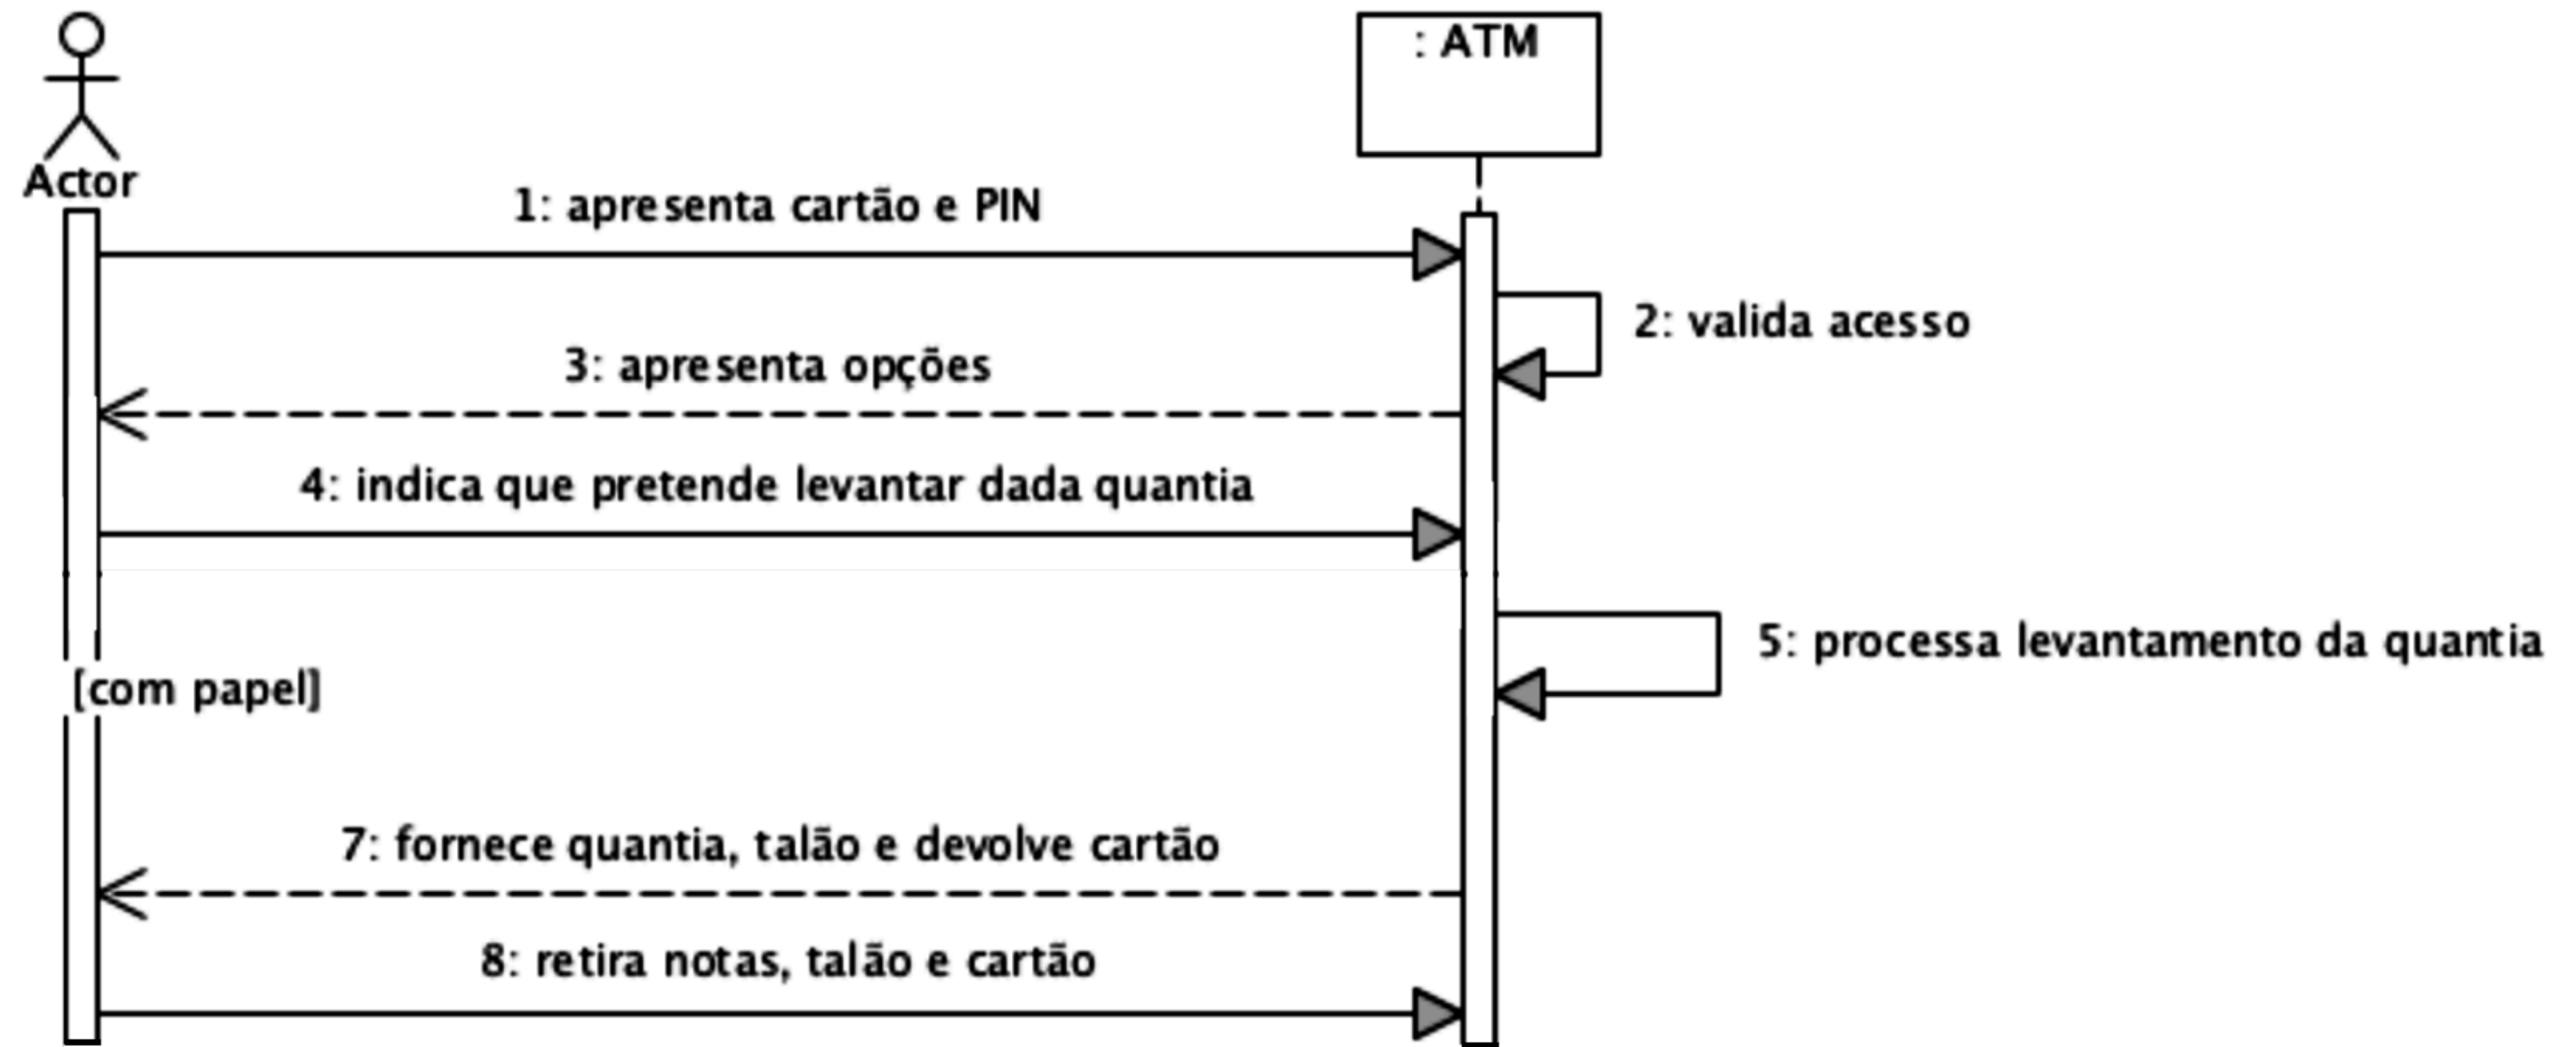 : ATM
Actor
1: apresenta cartão e PIN
2: valida acesso
3: apresenta opções
4: indica que pretende levantar dada quantia
5: processa levantamento da quantia
[com papel]
7: fornece quantia, talão e devolve cartão
8: retira notas, talão e cartão